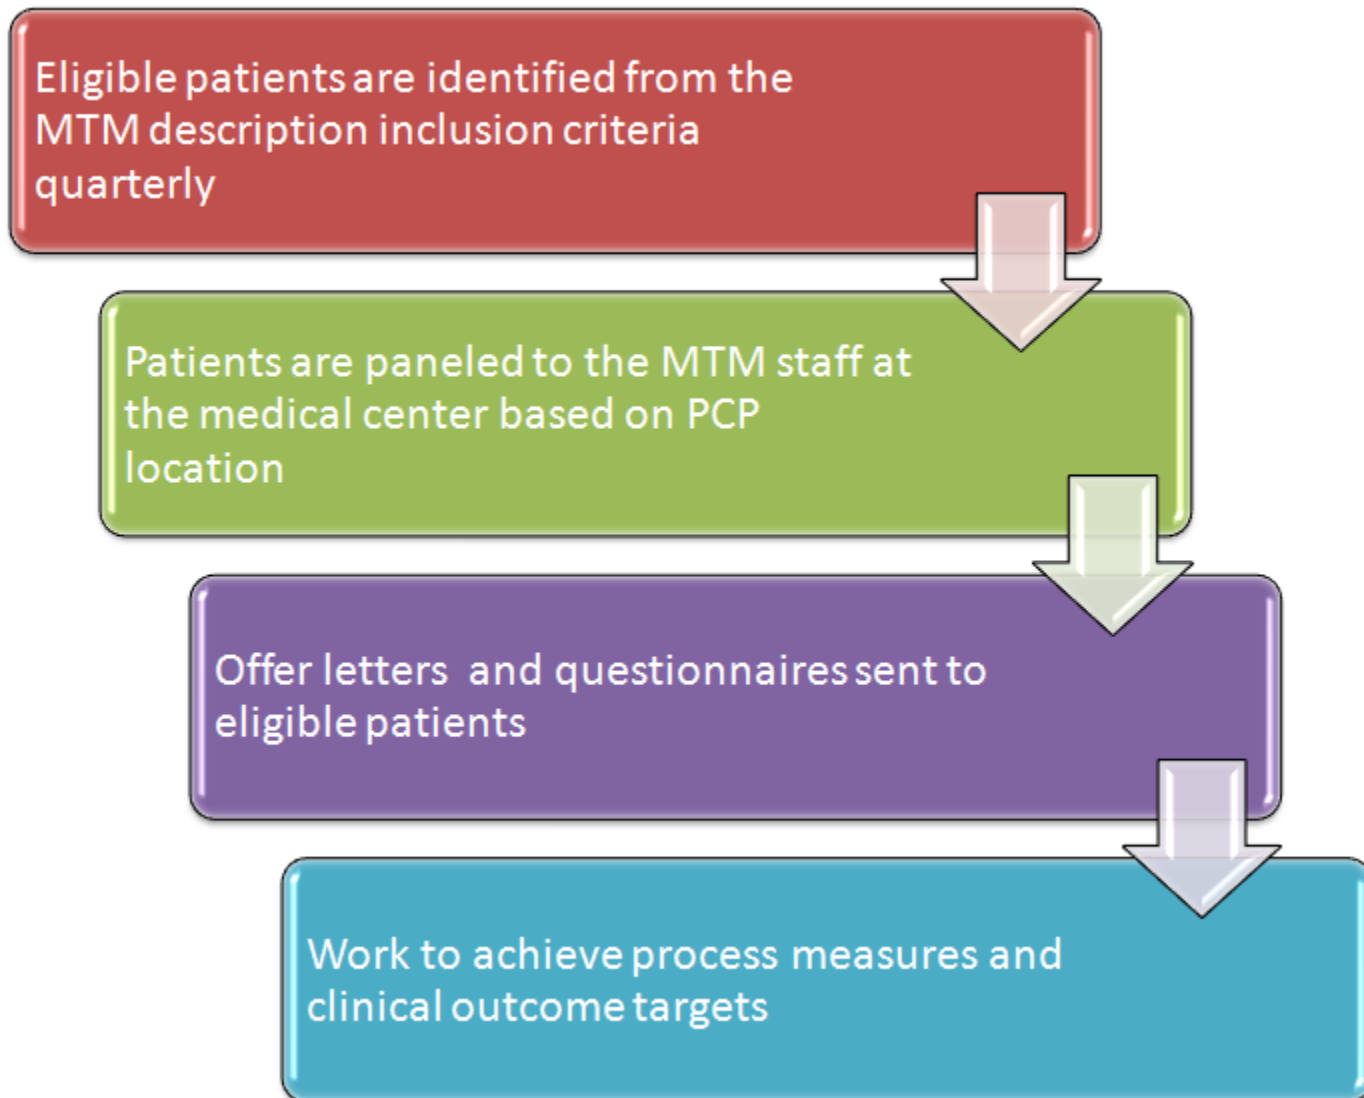 Eligible patients are identified from the
MTM description inclusion criteria
quarterly
Patients are paneled to the MTM staff at
the medical center based on PCP
location
Offer letters  and questionnaires sent to
eligible patients
Work to achieve process measures and
clinical outcome targets